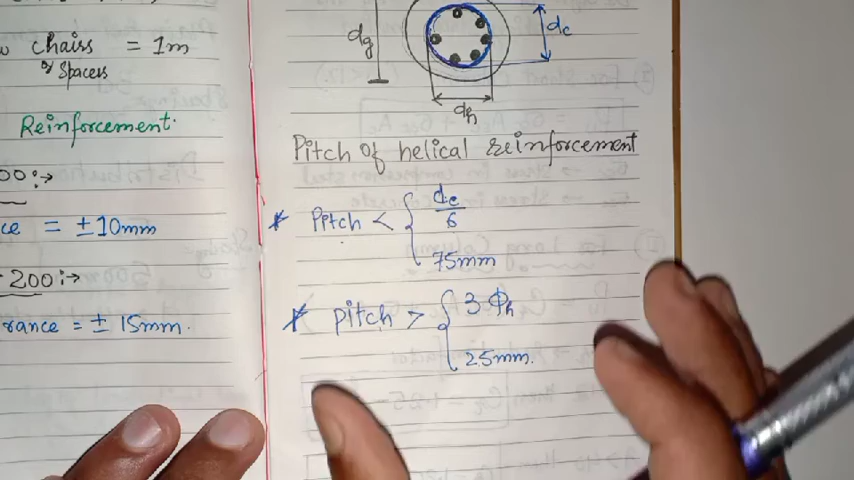 chairs = 1m
or Spacers
Reinforcement.
= ±10mm
200:→
rance = ± 15mm.
dg
dc
dh
Pitch of helical reinforcement
* Pitch < { dc/6
75mm
* Pitch > { 3 Φh
25mm.